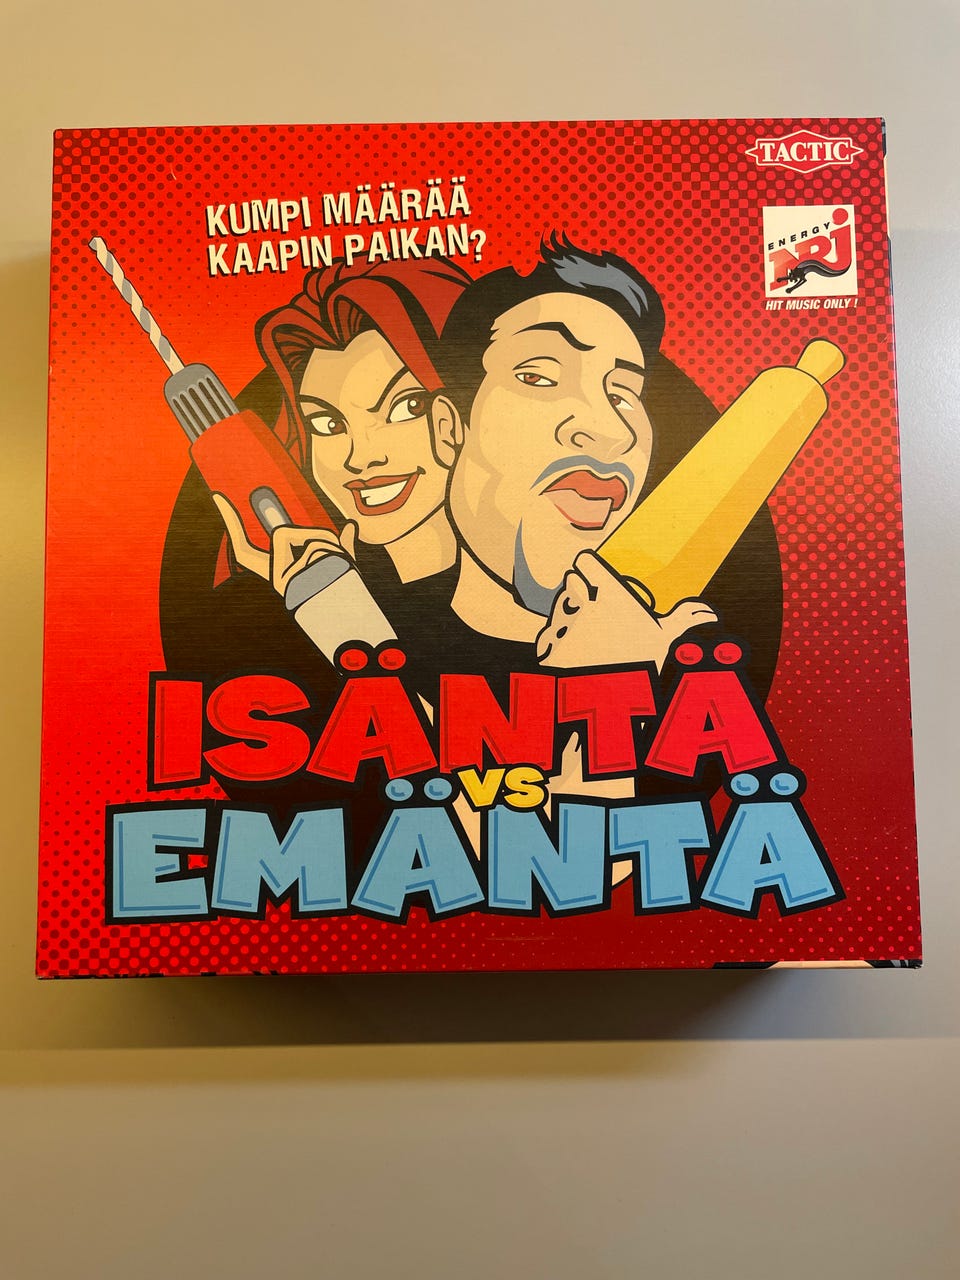 TACTIC
KUMPI MÄÄRÄÄ
KAAPIN PAIKAN?
ENERGY
NRJ
HIT MUSIC ONLY !
ISÄNTÄ
VS
EMÄNTÄ